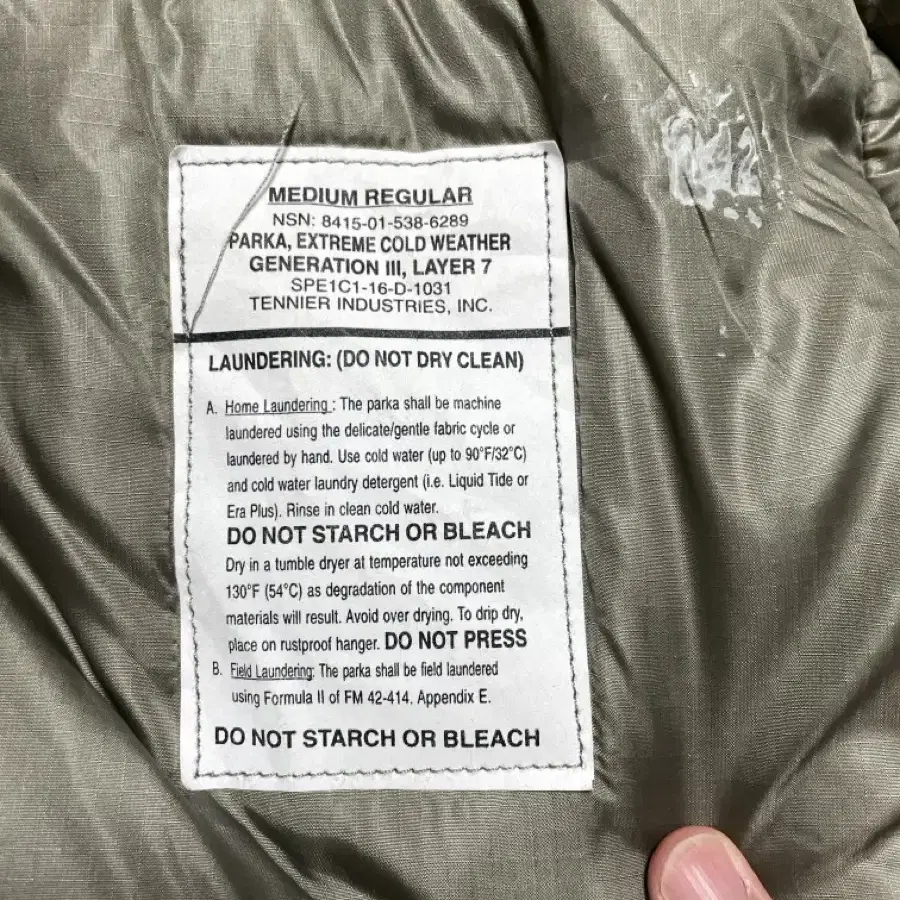 MEDIUM REGULAR
NSN: 8415-01-538-6289
PARKA, EXTREME COLD WEATHER
GENERATION III, LAYER 7
SPE1C1-16-D-1031
TENNIER INDUSTRIES, INC.
LAUNDERING: (DO NOT DRY CLEAN)
A. Home Laundering : The parka shall be machine
laundered using the delicate/gentle fabric cycle or
laundered by hand. Use cold water (up to 90°F/32°C)
and cold water laundry detergent (i.e. Liquid Tide or
Era Plus). Rinse in clean cold water.
DO NOT STARCH OR BLEACH
Dry in a tumble dryer at temperature not exceeding
130°F (54°C) as degradation of the component
materials will result. Avoid over drying. To drip dry,
place on rustproof hanger. DO NOT PRESS
B. Field Laundering: The parka shall be field laundered
using Formula II of FM 42-414, Appendix E.
DO NOT STARCH OR BLEACH